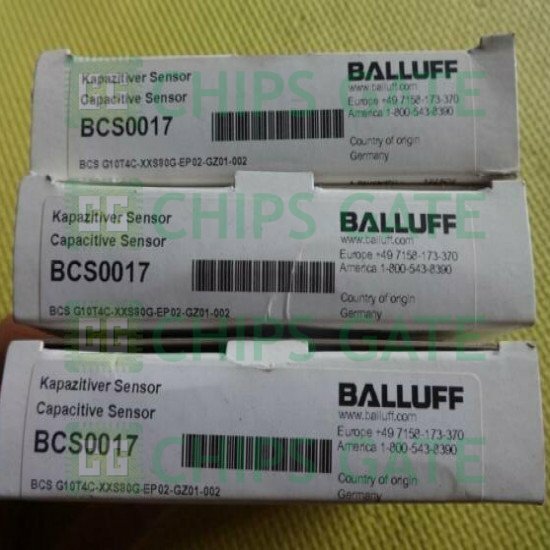 Kapazitiver Sensor
Capacitive Sensor
BCS0017
BCS G10T4C-XXS80G-EP02-GZ01-002
BALLUFF
www.balluff.com
Europe +49 7158-173-370
America 1-800-543-8390
Country of origin
Germany
CHIPS GATE
Kapazitiver Sensor
Capacitive Sensor
BCS0017
BCS G10T4C-XXS80G-EP02-GZ01-002
BALLUFF
www.balluff.com
Europe +49 7158-173-370
America 1-800-543-8390
Country of origin
Germany
CHIPS GATE
CHIPS GATE
Kapazitiver Sensor
Capacitive Sensor
BCS0017
BCS G10T4C-XXS80G-EP02-GZ01-002
BALLUFF
www.balluff.com
Europe +49 7158-173-370
America 1-800-543-8390
Country of origin
Germany
CHIPS GATE